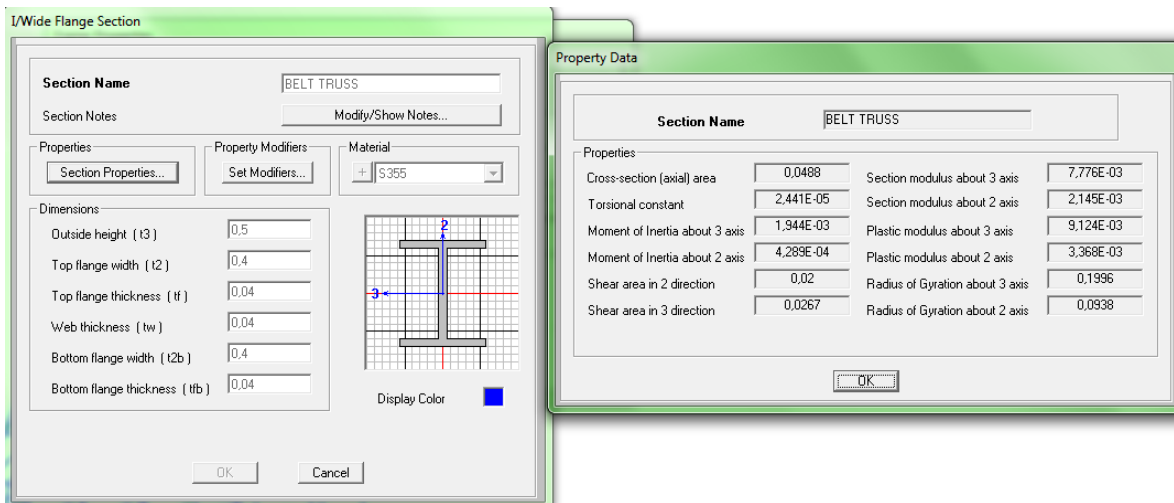 I/Wide Flange Section
Section Name BELT TRUSS
Section Notes Modify/Show Notes...
Properties Property Modifiers Material
Section Properties... Set Modifiers... + S355
Dimensions
Outside height ( t3 ) 0,5
Top flange width ( t2 ) 0,4
Top flange thickness ( tf ) 0,04
Web thickness ( tw ) 0,04
Bottom flange width ( t2b ) 0,4
Bottom flange thickness ( tfb ) 0,04
2
3
Display Color
OK Cancel
Property Data
Section Name BELT TRUSS
Properties
Cross-section (axial) area 0,0488 Section modulus about 3 axis 7,776E-03
Torsional constant 2,441E-05 Section modulus about 2 axis 2,145E-03
Moment of Inertia about 3 axis 1,944E-03 Plastic modulus about 3 axis 9,124E-03
Moment of Inertia about 2 axis 4,289E-04 Plastic modulus about 2 axis 3,368E-03
Shear area in 2 direction 0,02 Radius of Gyration about 3 axis 0,1996
Shear area in 3 direction 0,0267 Radius of Gyration about 2 axis 0,0938
OK